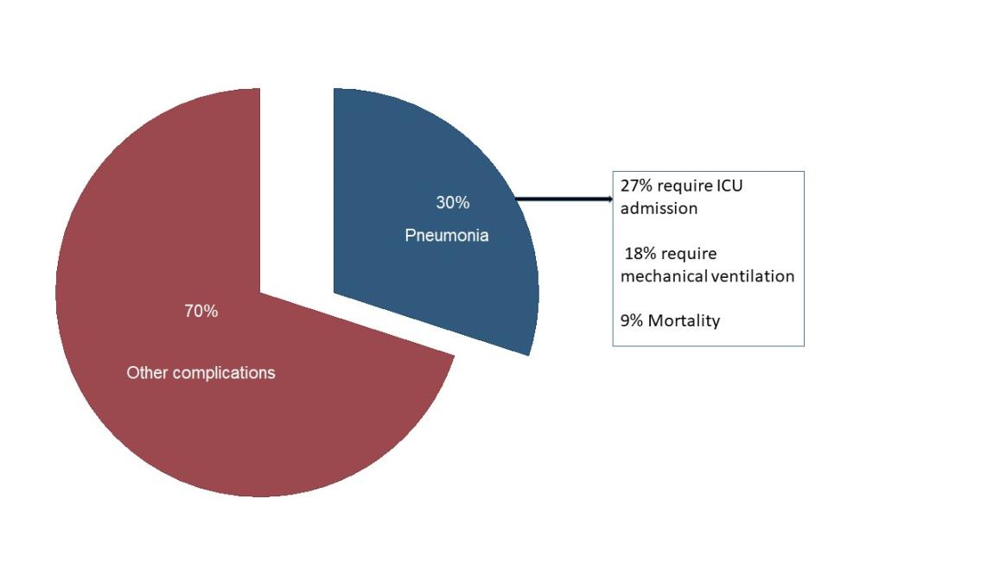 30%
Pneumonia
70%
Other complications
27% require ICU
admission
18% require
mechanical ventilation
9% Mortality